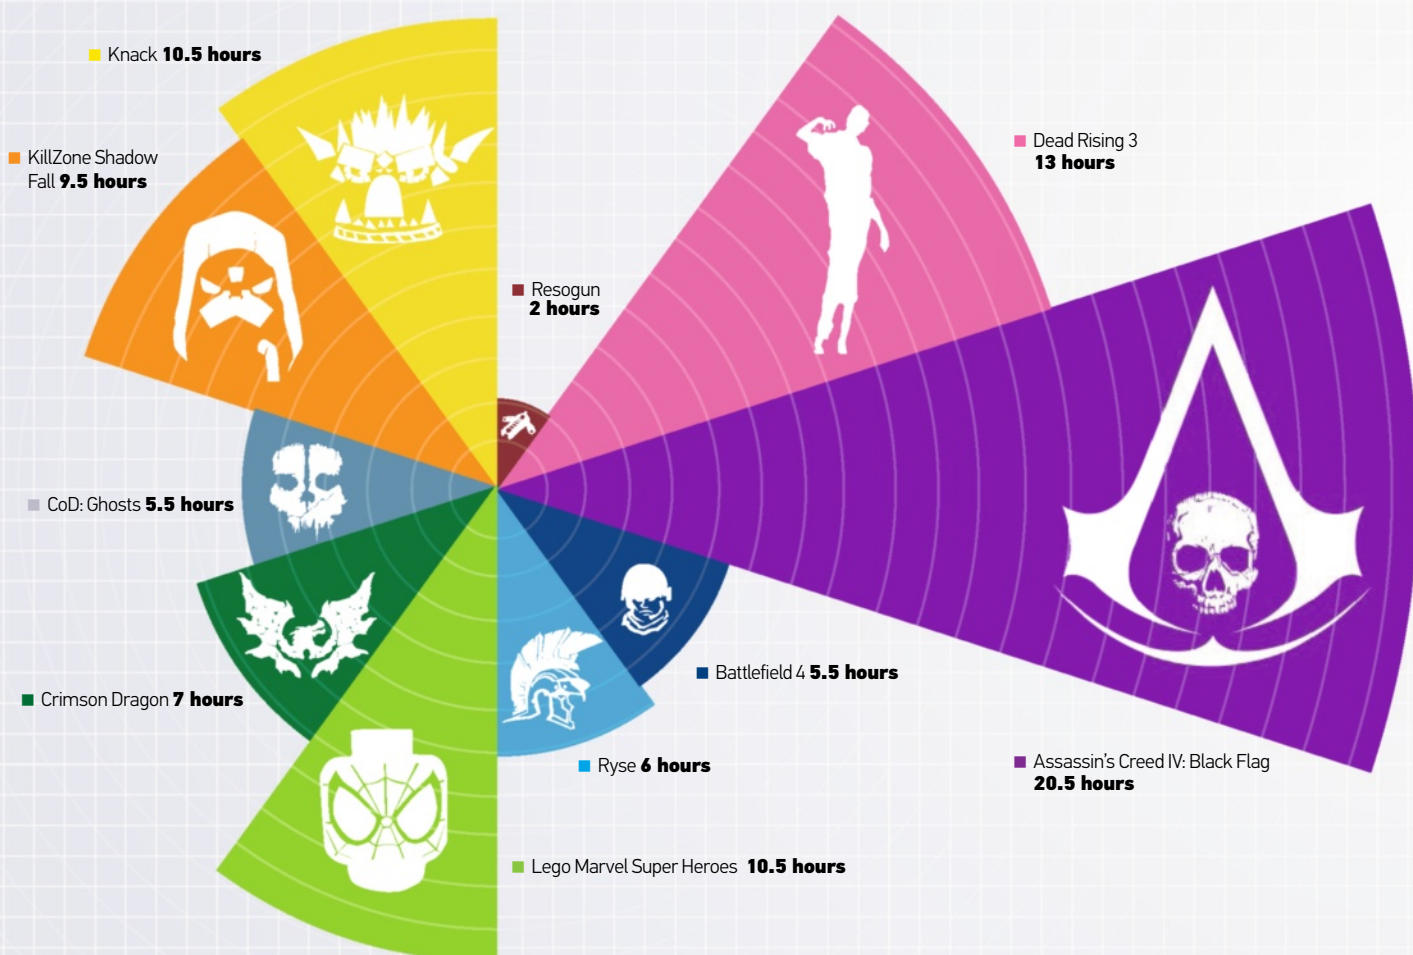 Knack 10.5 hours
KillZone Shadow
Fall 9.5 hours
Dead Rising 3
13 hours
Resogun
2 hours
CoD: Ghosts 5.5 hours
Crimson Dragon 7 hours
Battlefield 4 5.5 hours
Ryse 6 hours
Assassin's Creed IV: Black Flag
20.5 hours
Lego Marvel Super Heroes 10.5 hours